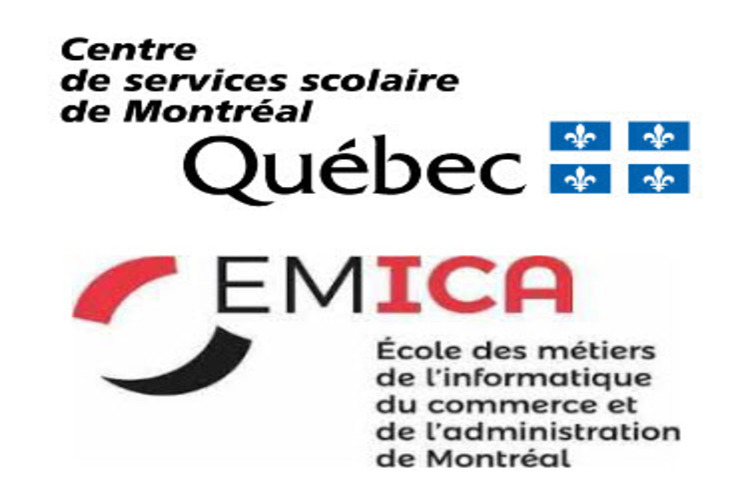 Centre
de services scolaire
de Montréal
Québec
EMICA
École des métiers
de l'informatique
du commerce et
de l'administration
de Montréal